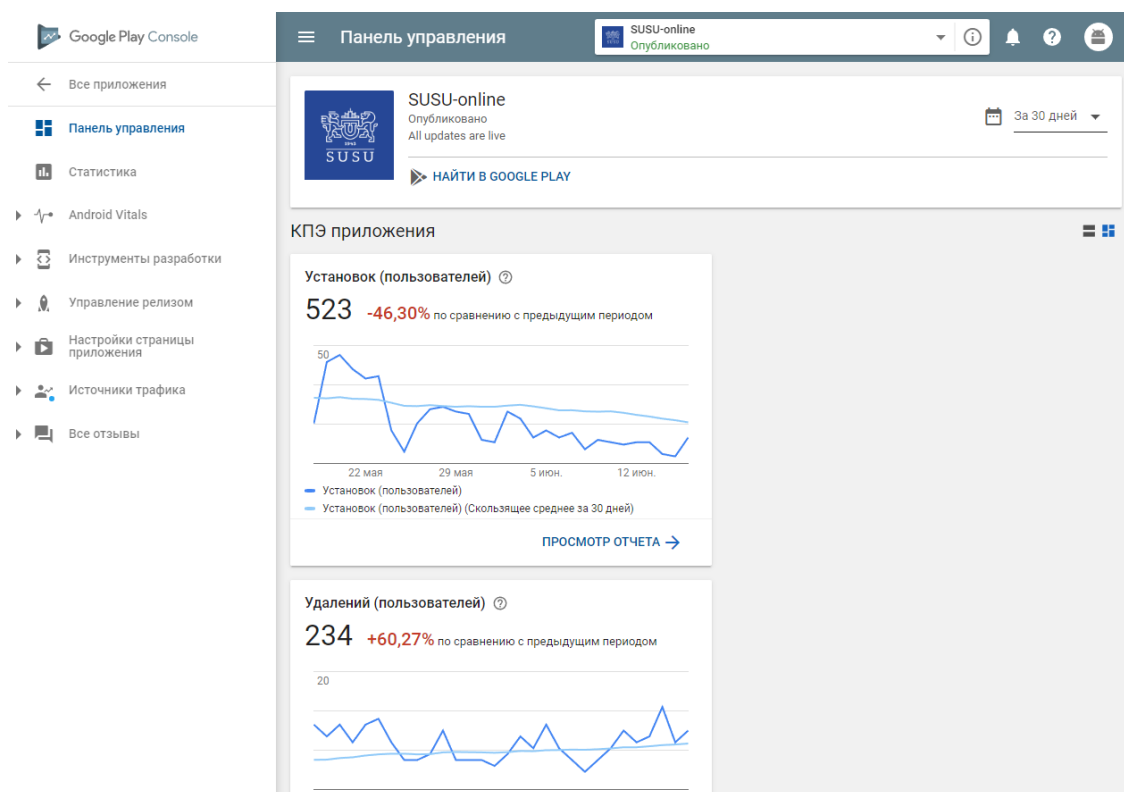 Google Play Console
Все приложения
Панель управления
Статистика
Android Vitals
Инструменты разработки
Управление релизом
Настройки страницы
приложения
Источники трафика
Все отзывы
Панель управления
SUSU-online
Опубликовано
SUSU
SUSU-online
Опубликовано
All updates are live
За 30 дней
НАЙТИ В GOOGLE PLAY
КПЭ приложения
Установок (пользователей)
523 -46,30% по сравнению с предыдущим периодом
50
22 мая 29 мая 5 июн. 12 июн.
Установок (пользователей)
Установок (пользователей) (Скользящее среднее за 30 дней)
ПРОСМОТР ОТЧЕТА
Удалений (пользователей)
234 +60,27% по сравнению с предыдущим периодом
20